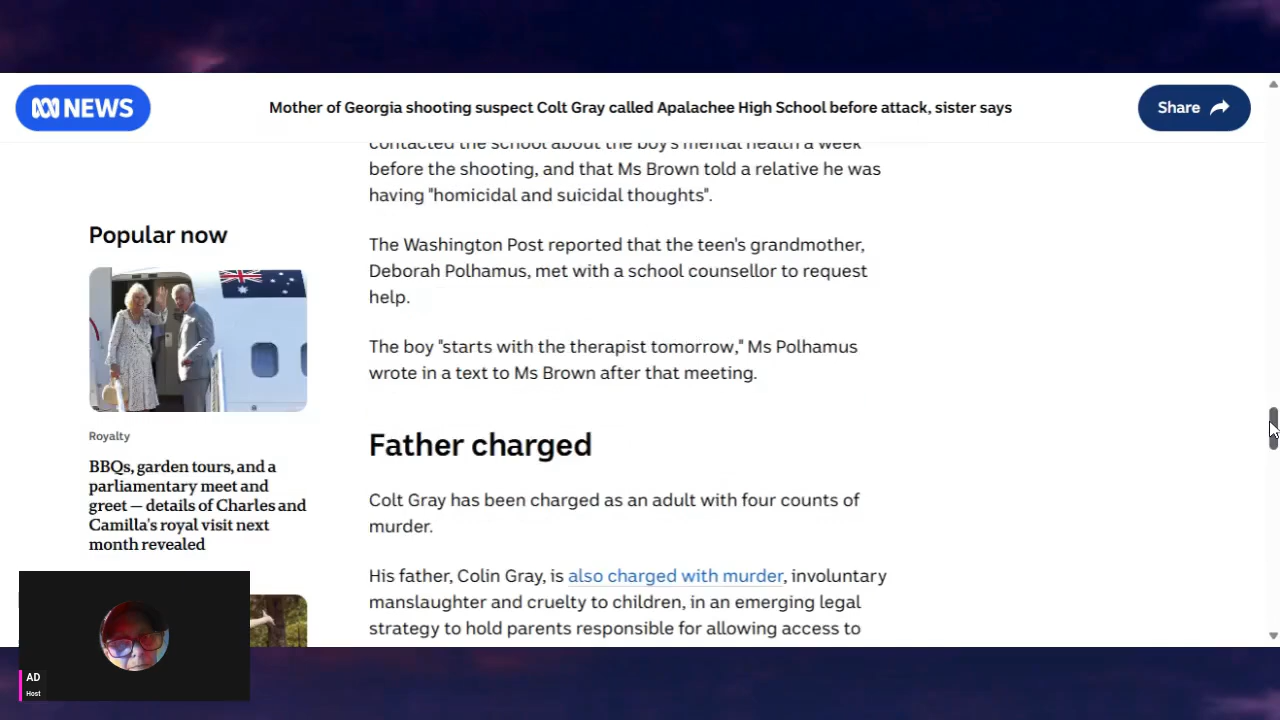 NEWS
Mother of Georgia shooting suspect Colt Gray called Apalachee High School before attack, sister says
Share
contacted the school about the boy's mental health a week
before the shooting, and that Ms Brown told a relative he was
having "homicidal and suicidal thoughts".
The Washington Post reported that the teen's grandmother,
Deborah Polhamus, met with a school counsellor to request
help.
The boy "starts with the therapist tomorrow," Ms Polhamus
wrote in a text to Ms Brown after that meeting.
Father charged
Colt Gray has been charged as an adult with four counts of
murder.
His father, Colin Gray, is also charged with murder, involuntary
manslaughter and cruelty to children, in an emerging legal
strategy to hold parents responsible for allowing access to
Popular now
Royalty
BBQs, garden tours, and a
parliamentary meet and
greet — details of Charles and
Camilla's royal visit next
month revealed
AD
Host